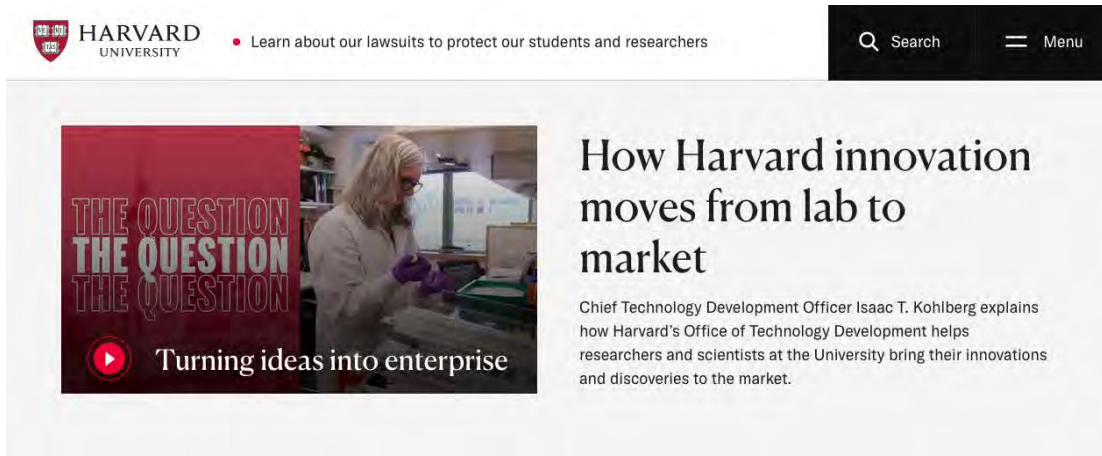 HARVARD
UNIVERSITY
Learn about our lawsuits to protect our students and researchers
Search
Menu
THE QUESTION
THE QUESTION
THE QUESTION
Turning ideas into enterprise
How Harvard innovation
moves from lab to
market
Chief Technology Development Officer Isaac T. Kohlberg explains
how Harvard's Office of Technology Development helps
researchers and scientists at the University bring their innovations
and discoveries to the market.